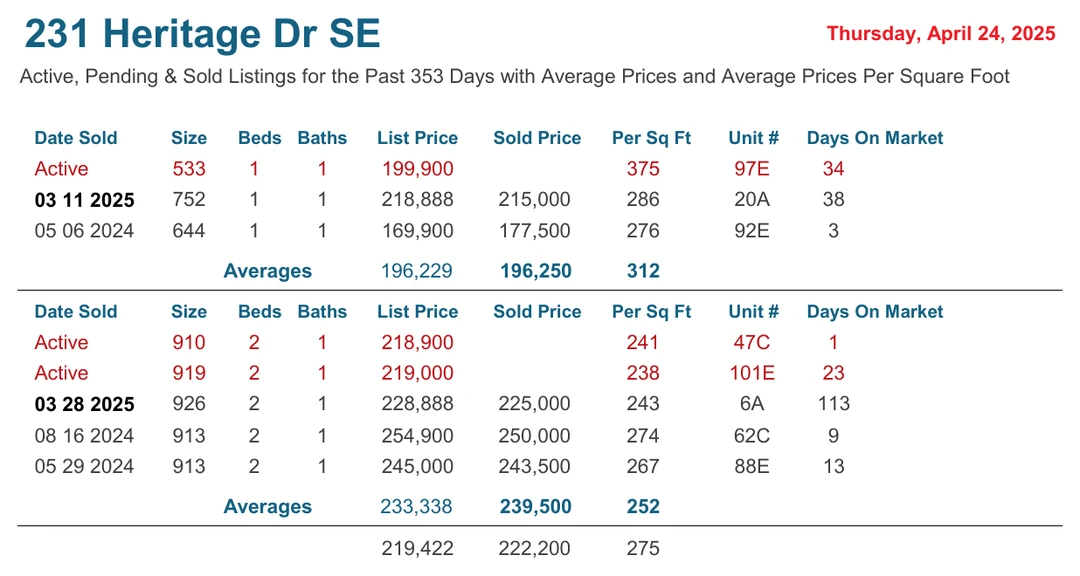 231 Heritage Dr SE
Thursday, April 24, 2025
Active, Pending & Sold Listings for the Past 353 Days with Average Prices and Average Prices Per Square Foot
Date Sold Size Beds Baths List Price Sold Price Per Sq Ft Unit # Days On Market
Active 533 1 1 199,900 375 97E 34
03 11 2025 752 1 1 218,888 215,000 286 20A 38
05 06 2024 644 1 1 169,900 177,500 276 92E 3
Averages 196,229 196,250 312
Date Sold Size Beds Baths List Price Sold Price Per Sq Ft Unit # Days On Market
Active 910 2 1 218,900 241 47C 1
Active 919 2 1 219,000 238 101E 23
03 28 2025 926 2 1 228,888 225,000 243 6A 113
08 16 2024 913 2 1 254,900 250,000 274 62C 9
05 29 2024 913 2 1 245,000 243,500 267 88E 13
Averages 233,338 239,500 252
219,422 222,200 275